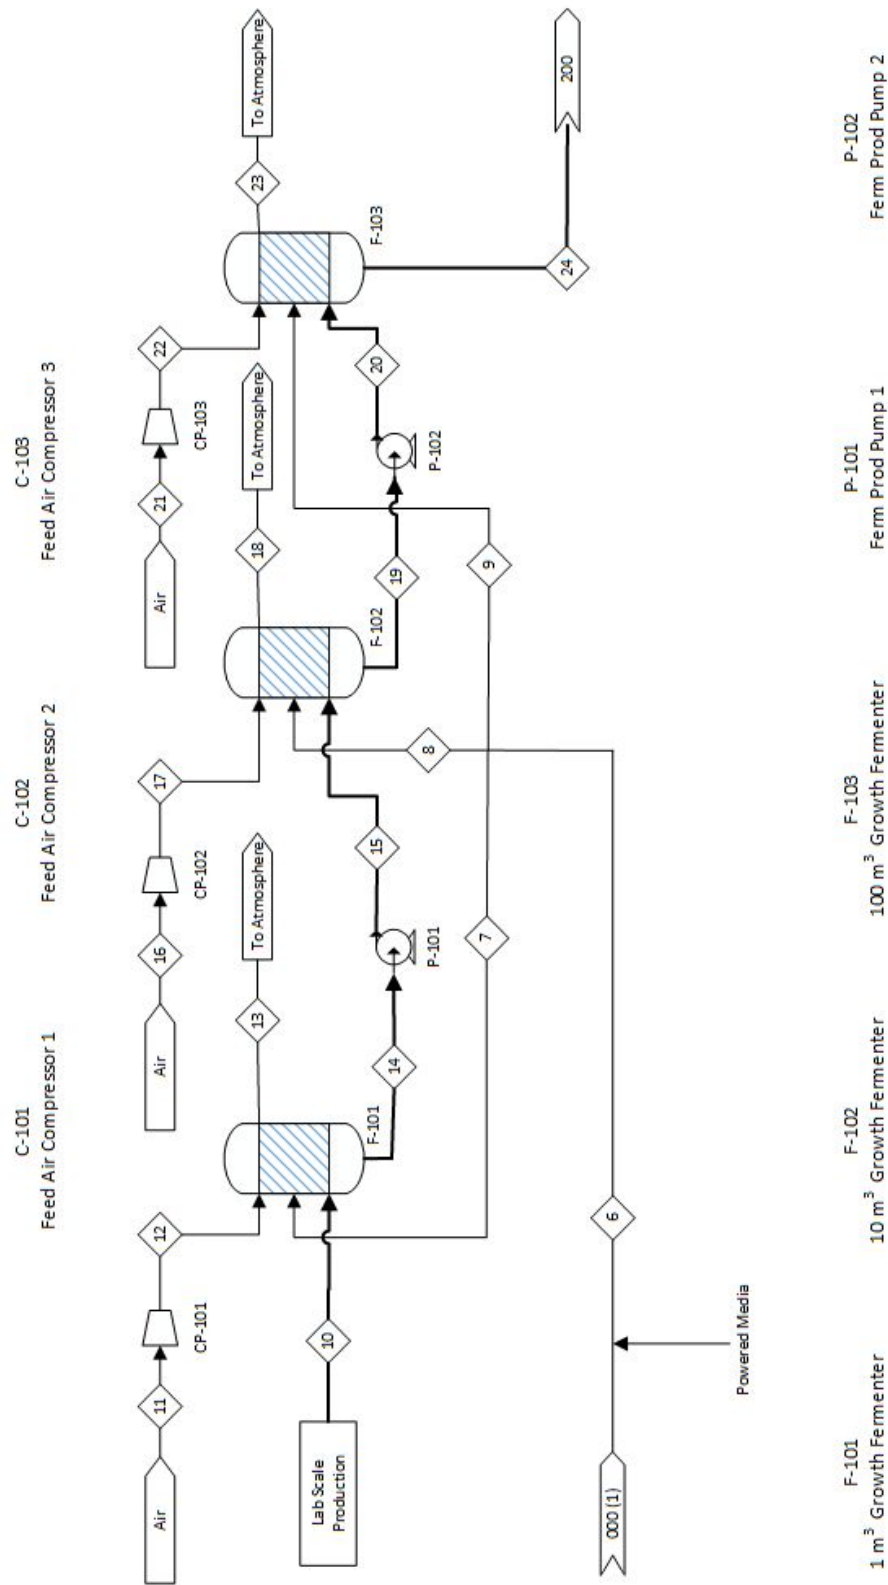 C-101
Feed Air Compressor 1
C-102
Feed Air Compressor 2
C-103
Feed Air Compressor 3
Air
11
CP-101
12
Air
16
CP-102
17
Air
21
CP-103
22
13
To Atmosphere
18
To Atmosphere
23
To Atmosphere
Lab Scale
Production
10
F-101
14
P-101
15
F-102
19
P-102
20
F-103
7
8
9
24
200
000 (1)
6
Powered Media
F-101
1 m³ Growth Fermenter
F-102
10 m³ Growth Fermenter
F-103
100 m³ Growth Fermenter
P-101
Ferm Prod Pump 1
P-102
Ferm Prod Pump 2